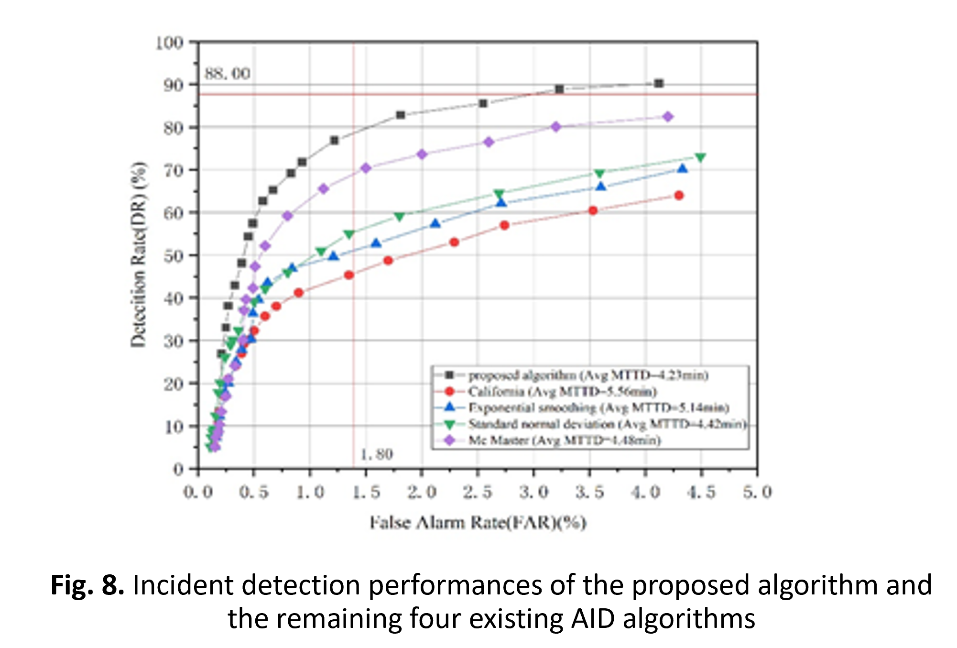 100
90
80
70
60
50
40
30
20
10
0
88.00
1.80
Detecition Rate(DR) (%)
proposed algorithm (Avg MTTD=4.23min)
California (Avg MTTD=5.56min)
Exponential smoothing (Avg MTTD=5.14min)
Standard normal deviation (Avg MTTD=4.42min)
Mc Master (Avg MTTD=4.48min)
0.0 0.5 1.0 1.5 2.0 2.5 3.0 3.5 4.0 4.5 5.0
False Alarm Rate(FAR)(%)
Fig. 8. Incident detection performances of the proposed algorithm and
the remaining four existing AID algorithms